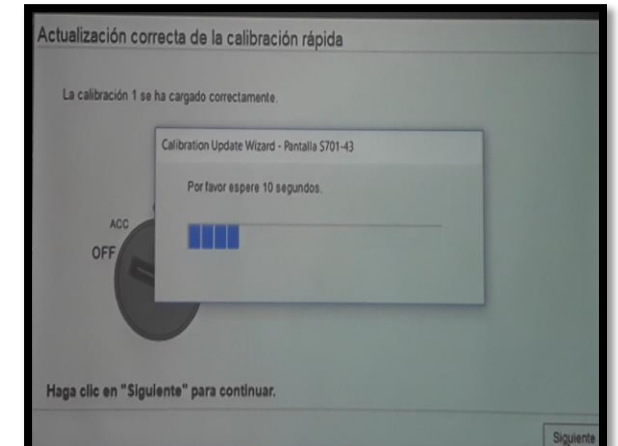 Actualización correcta de la calibración rápida
La calibración 1 se ha cargado correctamente.
Calibration Update Wizard - Pantalla S701-43
Por favor espere 10 segundos.
ACC
OFF
Haga clic en "Siguiente" para continuar.
Siguiente